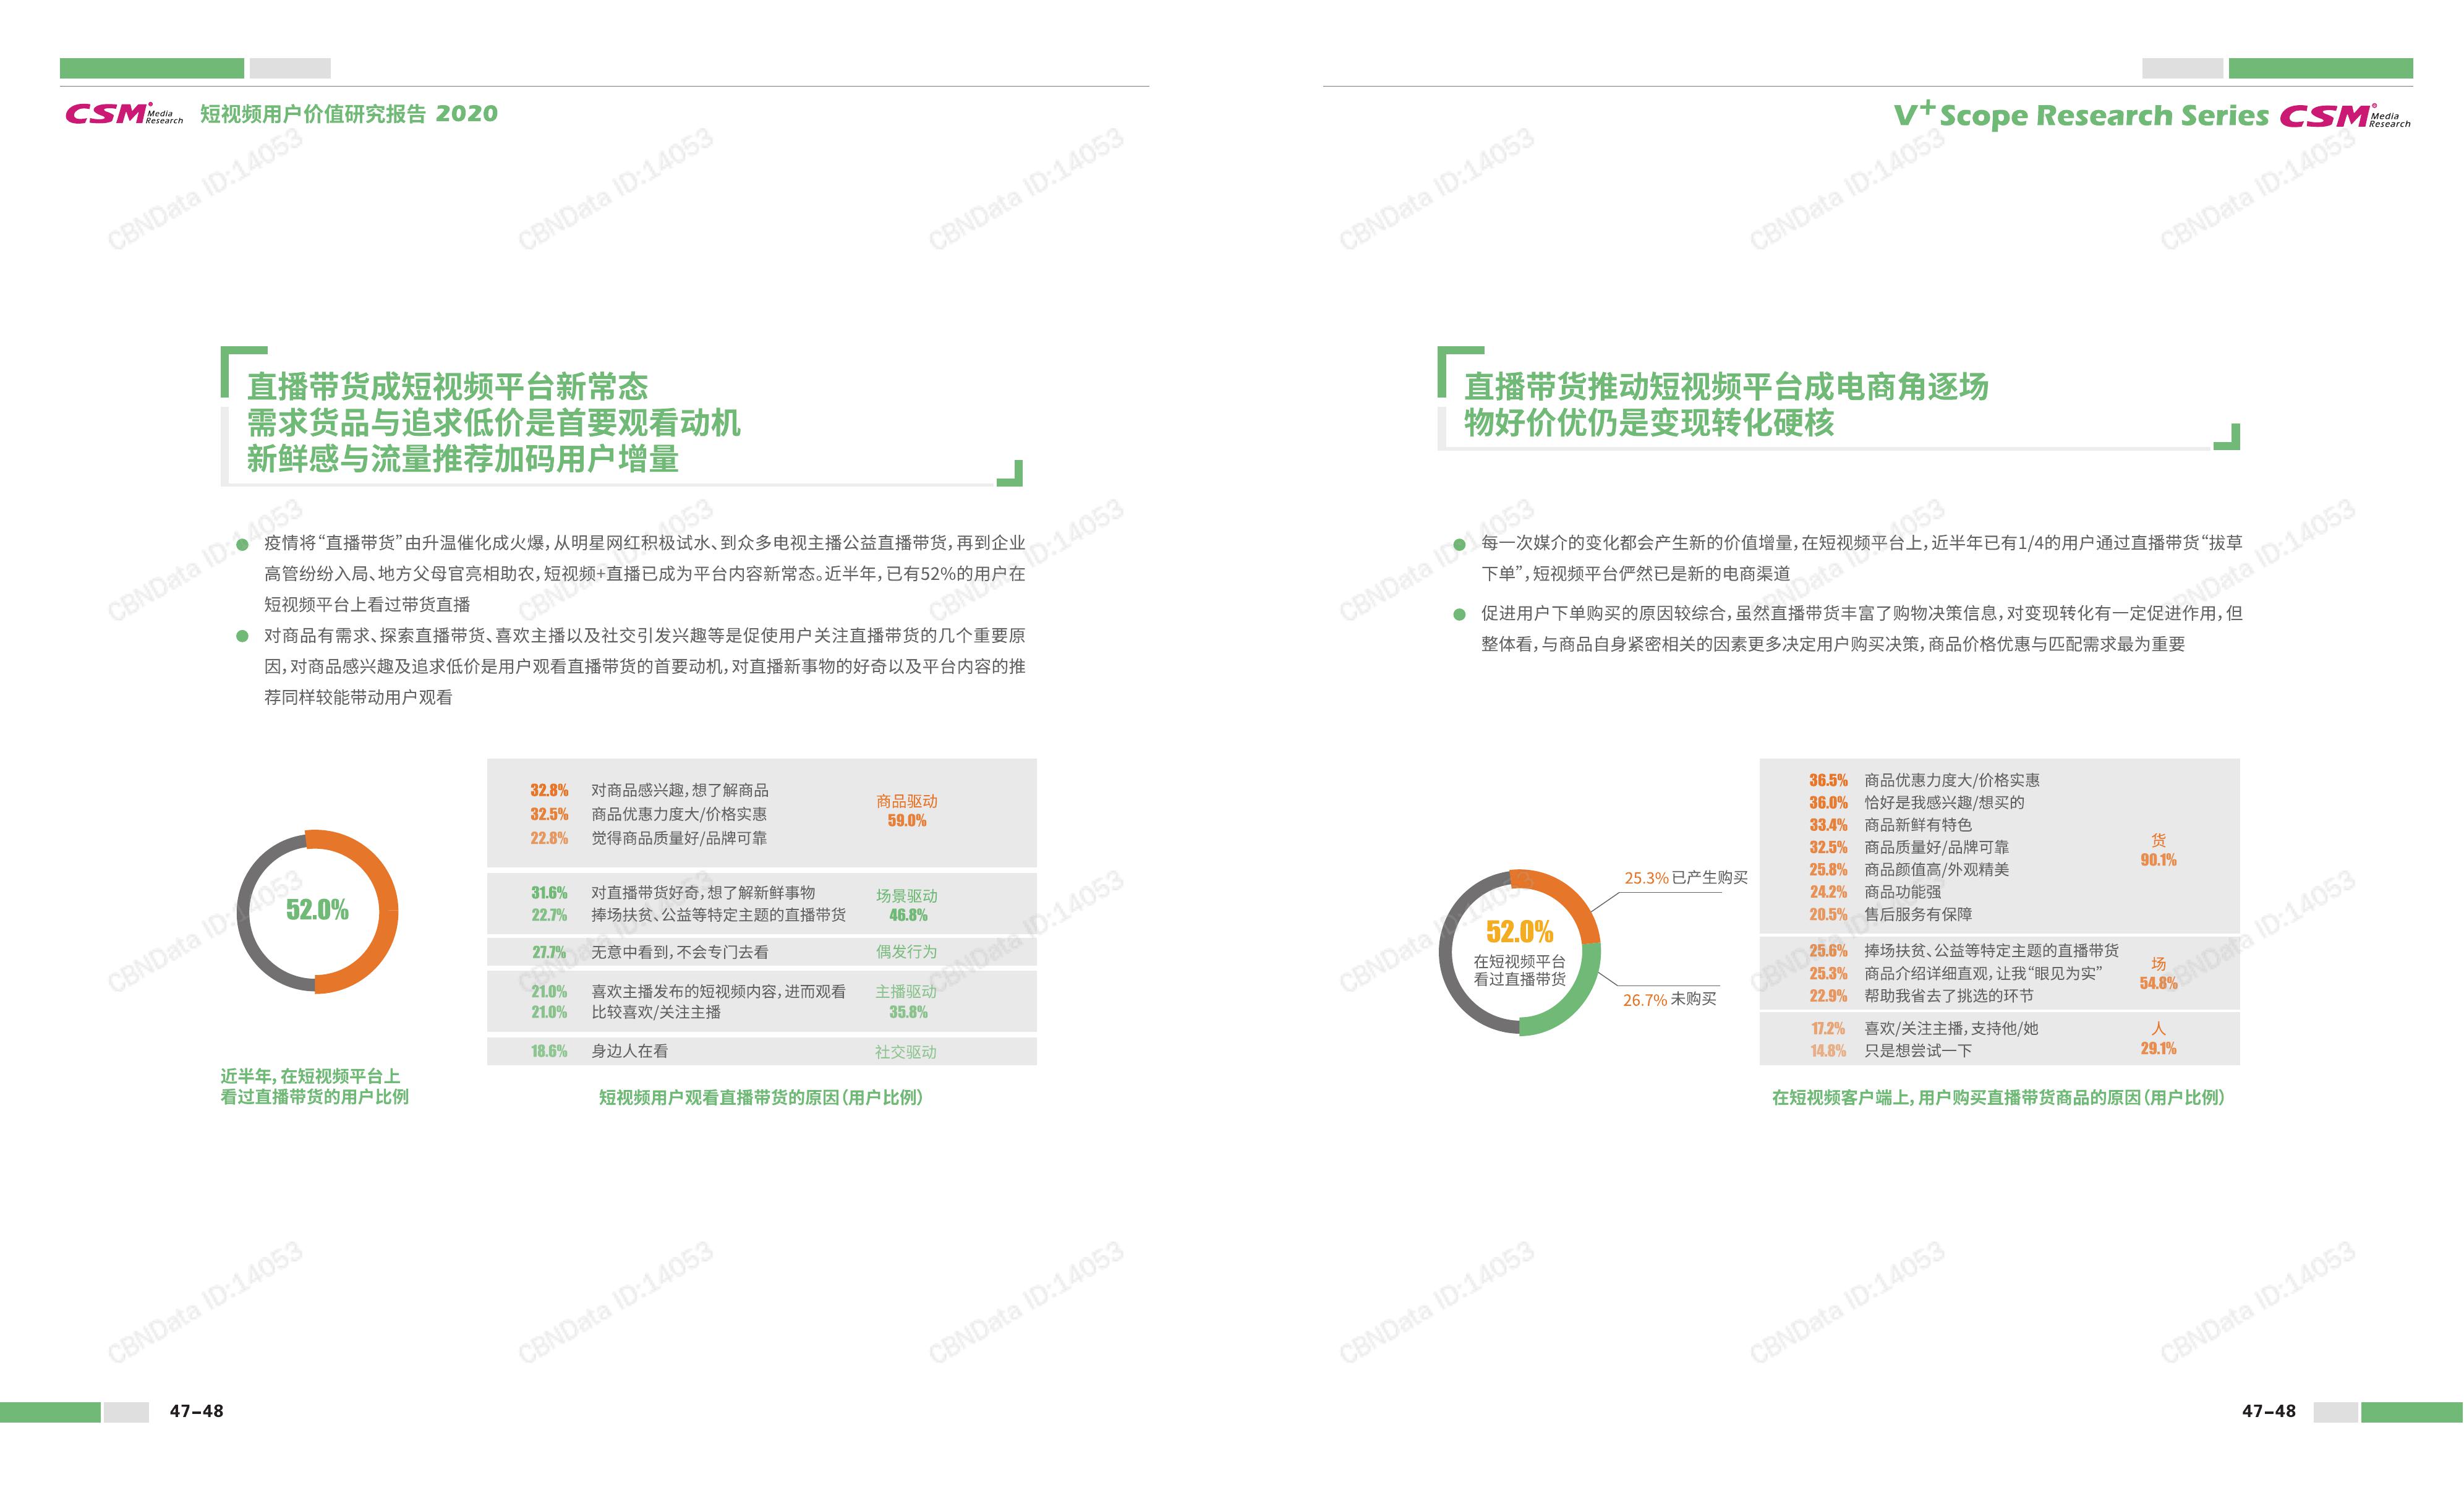 CSM Media Research 短视频用户价值研究报告 2020
直播带货成短视频平台新常态
需求货品与追求低价是首要观看动机
新鲜感与流量推荐加码用户增量
疫情将“直播带货”由升温催化成火爆，从明星网红积极试水、到众多电视主播公益直播带货，再到企业
高管纷纷入局、地方父母官亮相助农，短视频+直播已成为平台内容新常态。近半年，已有52%的用户在
短视频平台上看过带货直播
对商品有需求、探索直播带货、喜欢主播以及社交引发兴趣等是促使用户关注直播带货的几个重要原
因，对商品感兴趣及追求低价是用户观看直播带货的首要动机，对直播新事物的好奇以及平台内容的推
荐同样较能带动用户观看
52.0%
近半年，在短视频平台上
看过直播带货的用户比例
32.8% 对商品感兴趣，想了解商品
32.5% 商品优惠力度大/价格实惠
22.8% 觉得商品质量好/品牌可靠
商品驱动
59.0%
31.6% 对直播带货好奇，想了解新鲜事物
22.7% 捧场扶贫、公益等特定主题的直播带货
场景驱动
46.8%
27.7% 无意中看到，不会专门去看 偶发行为
21.0% 喜欢主播发布的短视频内容，进而观看
21.0% 比较喜欢/关注主播
主播驱动
35.8%
18.6% 身边人在看 社交驱动
短视频用户观看直播带货的原因（用户比例）
47-48
V+Scope Research Series CSM Media Research
直播带货推动短视频平台成电商角逐场
物好价优仍是变现转化硬核
每一次媒介的变化都会产生新的价值增量，在短视频平台上，近半年已有1/4的用户通过直播带货“拔草
下单”，短视频平台俨然已是新的电商渠道
促进用户下单购买的原因较综合，虽然直播带货丰富了购物决策信息，对变现转化有一定促进作用，但
整体看，与商品自身紧密相关的因素更多决定用户购买决策，商品价格优惠与匹配需求最为重要
52.0%
在短视频平台
看过直播带货
25.3% 已产生购买
26.7% 未购买
36.5% 商品优惠力度大/价格实惠
36.0% 恰好是我感兴趣/想买的
33.4% 商品新鲜有特色
32.5% 商品质量好/品牌可靠
25.8% 商品颜值高/外观精美
24.2% 商品功能强
20.5% 售后服务有保障
货
90.1%
25.6% 捧场扶贫、公益等特定主题的直播带货
25.3% 商品介绍详细直观，让我“眼见为实”
22.9% 帮助我省去了挑选的环节
场
54.8%
17.2% 喜欢/关注主播，支持他/她
14.8% 只是想尝试一下
人
29.1%
在短视频客户端上，用户购买直播带货商品的原因（用户比例）
47-48
CBNData ID:14053